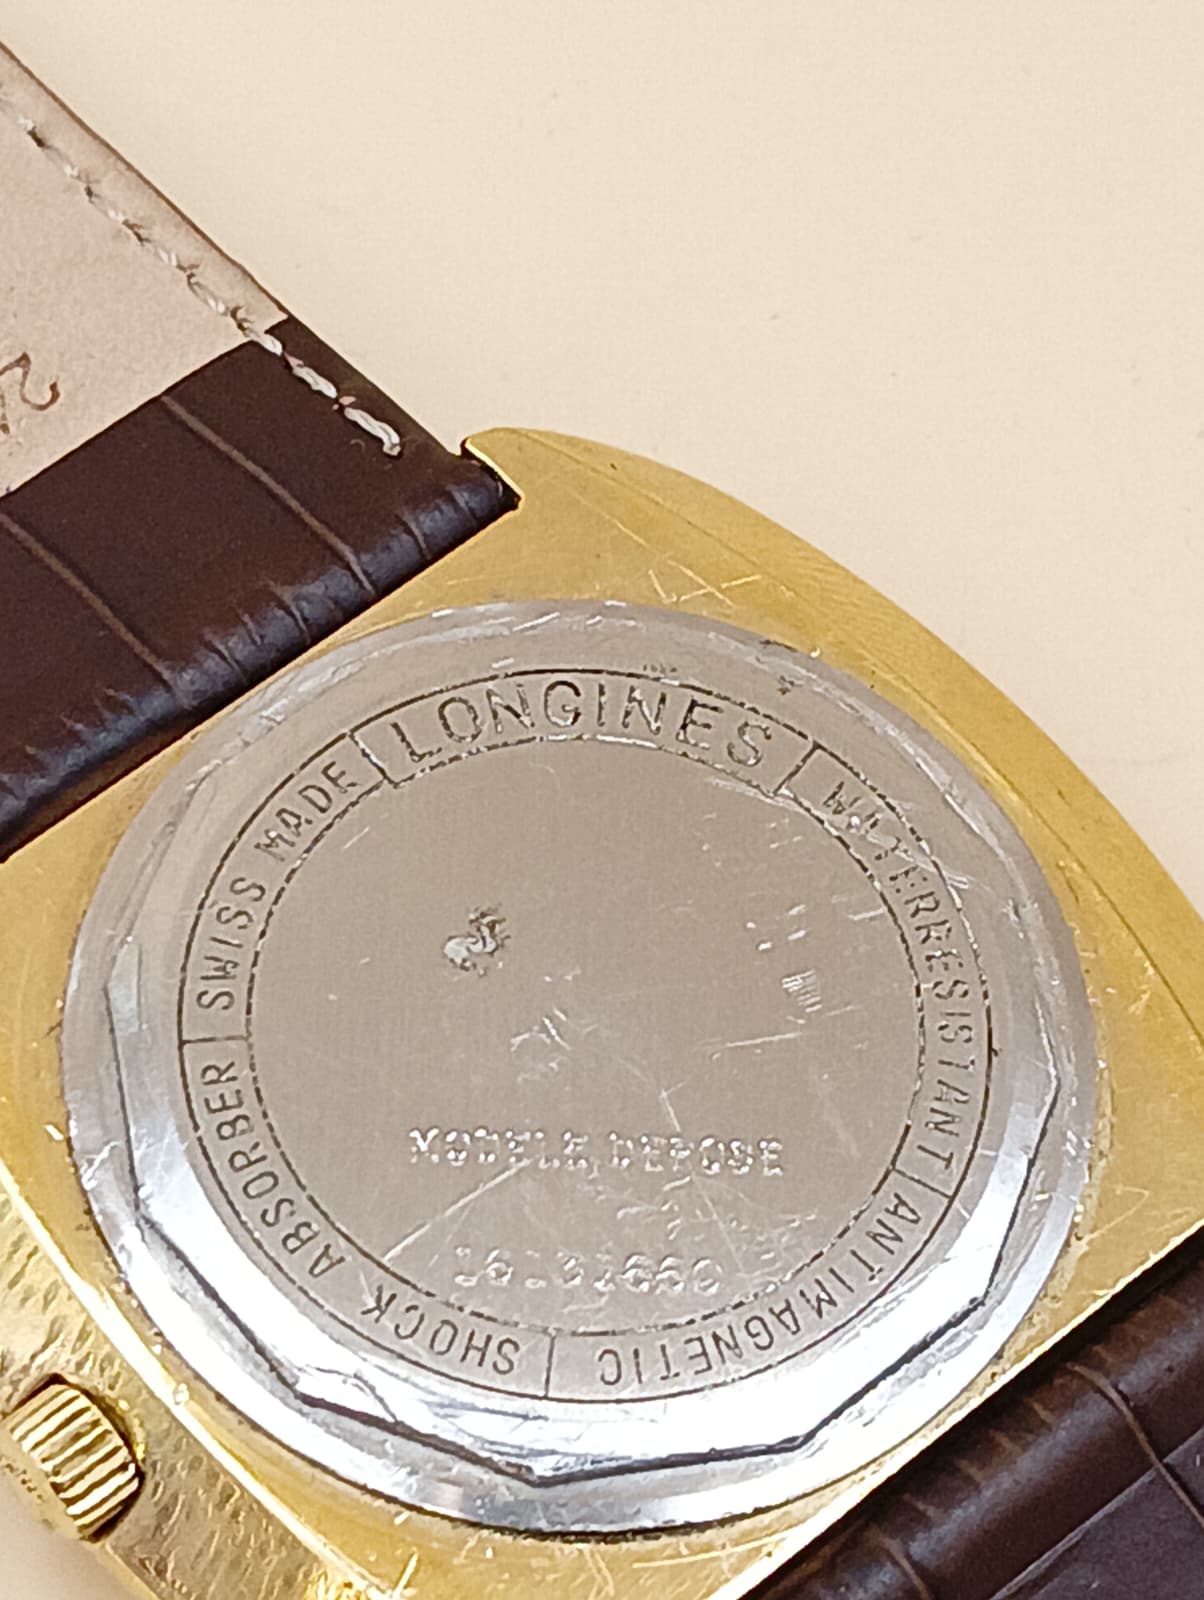 LONGINES
WATERRESISTANT
ANTIMAGNETIC
SHOCK ABSORBER
SWISS MADE
MODELE DEPOSE